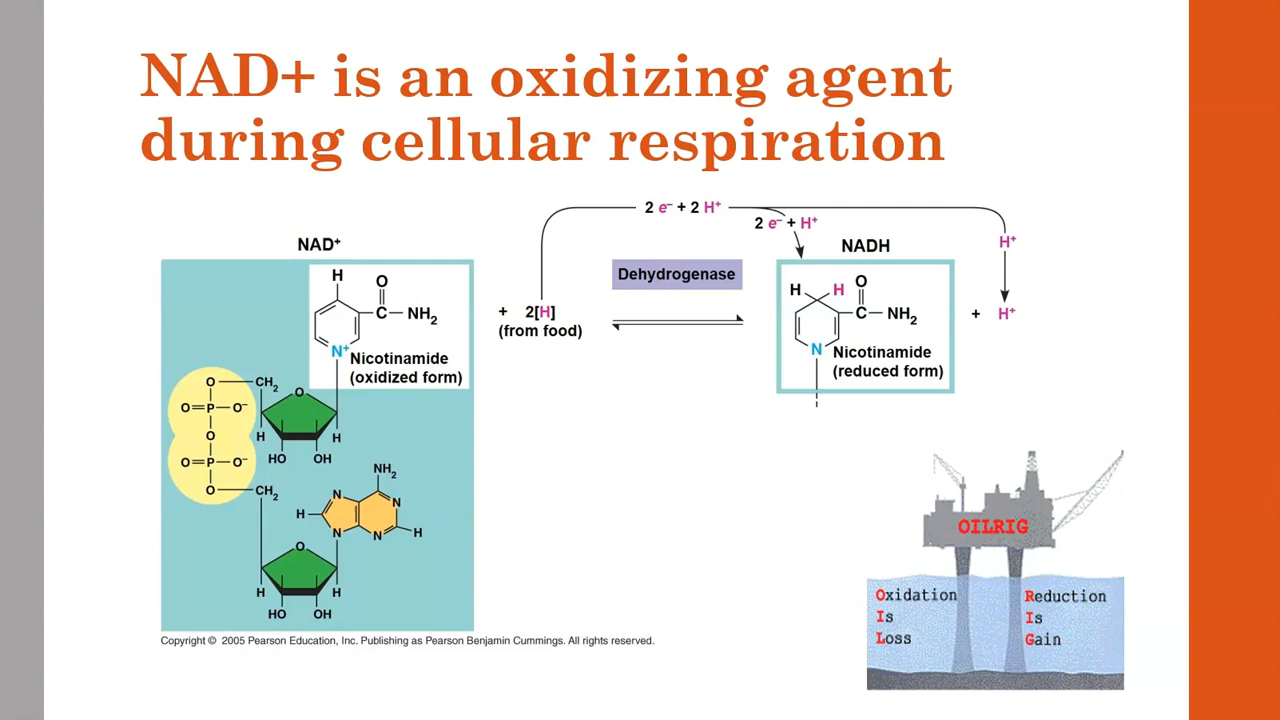 NAD+ is an oxidizing agent
during cellular respiration
2 e– + 2 H+
2 e– + H+
H+
NAD+
NADH
Dehydrogenase
H
O
C
NH2
N+
Nicotinamide
(oxidized form)
+ 2[H]
(from food)
H
H
O
C
NH2
N
Nicotinamide
(reduced form)
+ H+
O
CH2
O
O=P–O–
O
H
H
HO
OH
O=P–O–
O
CH2
NH2
N
N
H
H
N
N
O
H
H
HO
OH
Copyright © 2005 Pearson Education, Inc. Publishing as Pearson Benjamin Cummings. All rights reserved.
OILRIG
Oxidation
Is
Loss
Reduction
Is
Gain